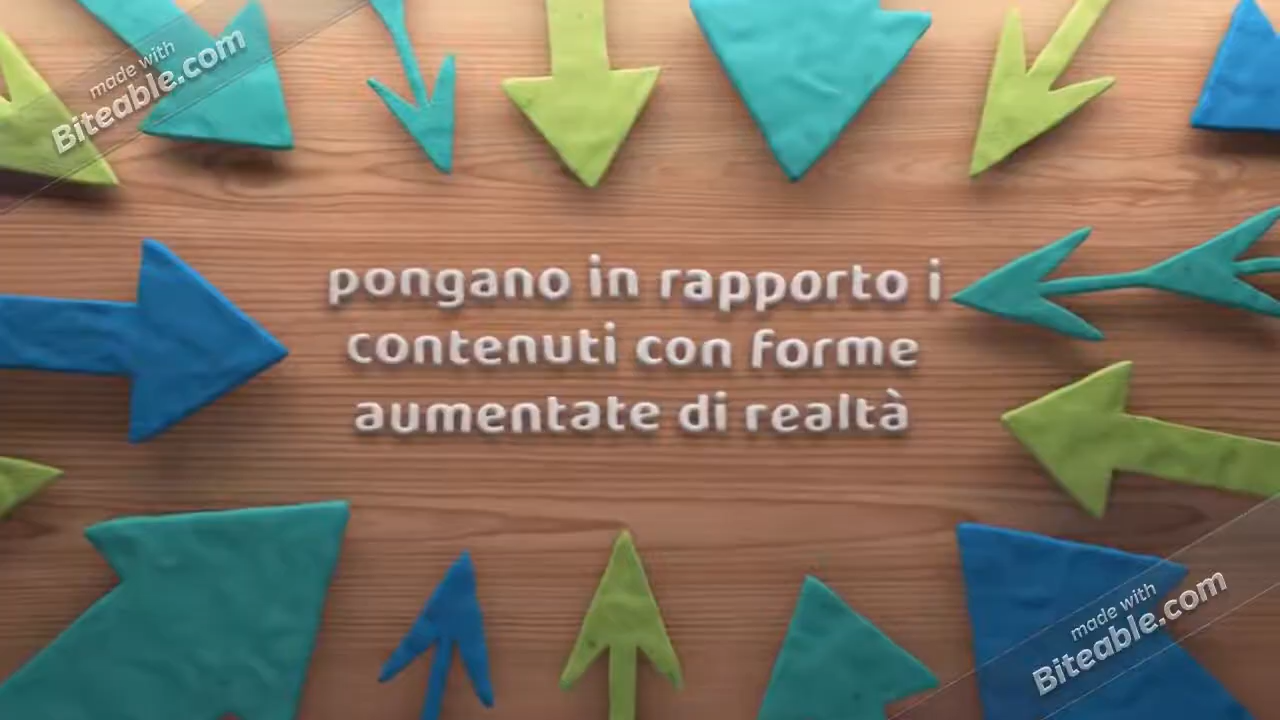 made with
Biteable.com
pongano in rapporto i
contenuti con forme
aumentate di realtà
made with
Biteable.com